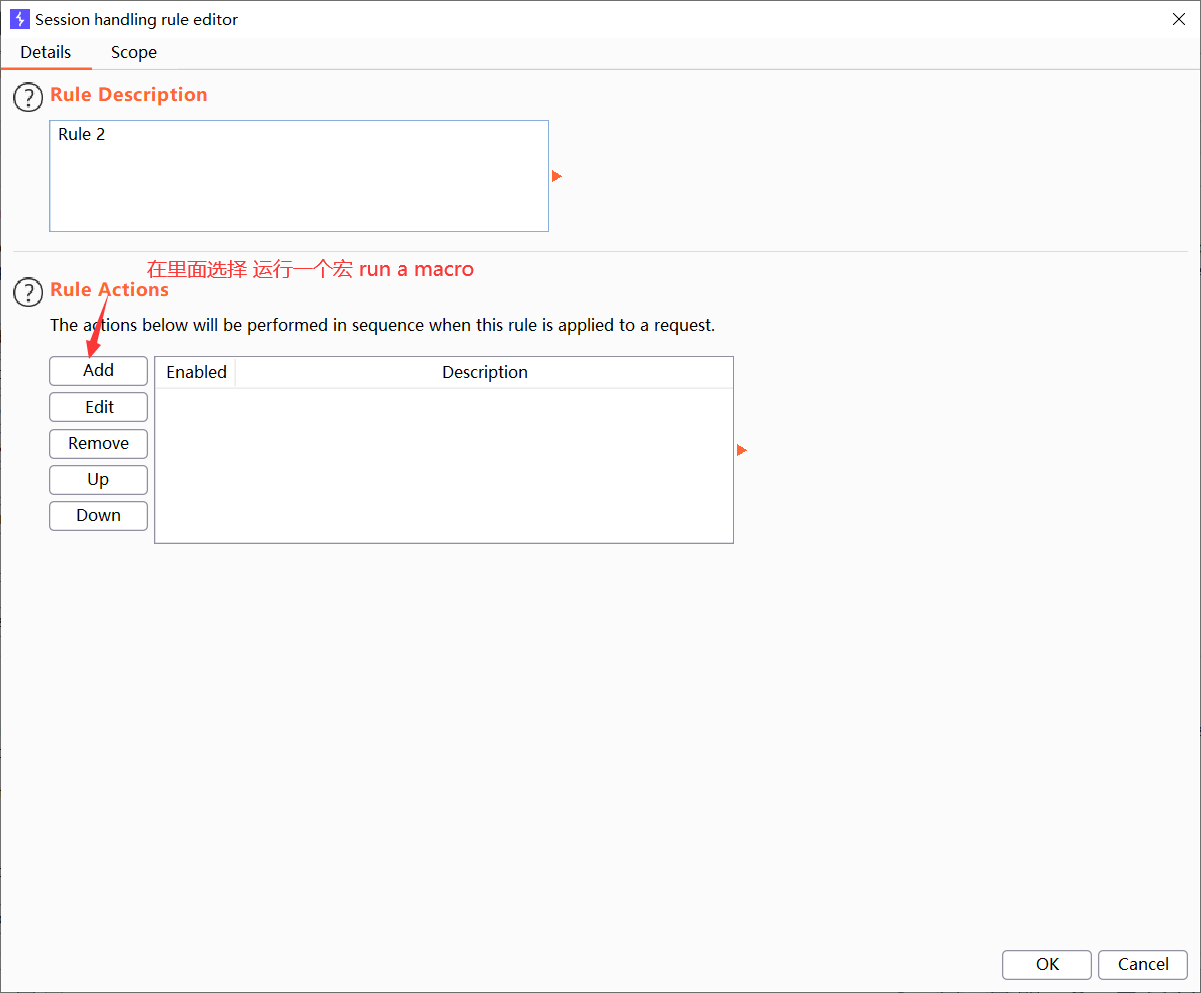 Session handling rule editor
Details Scope
Rule Description
Rule 2
在里面选择 运行一个宏 run a macro
Rule Actions
The actions below will be performed in sequence when this rule is applied to a request.
Add
Enabled Description
Edit
Remove
Up
Down
OK Cancel